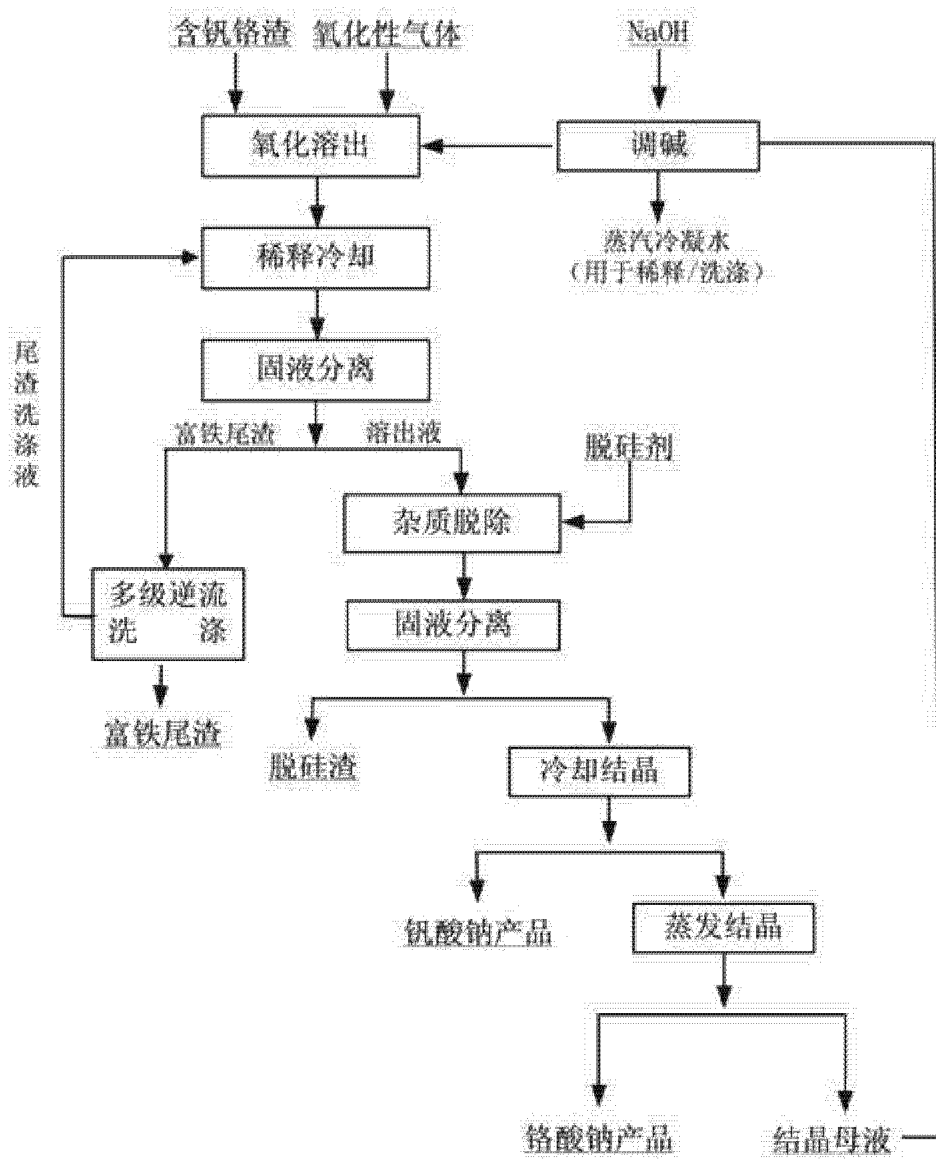 含钒铬渣
氧化性气体
NaOH
氧化溶出
调碱
稀释冷却
蒸汽冷凝水
（用于稀释/洗涤）
尾渣洗涤液
固液分离
富铁尾渣
溶出液
脱硅剂
杂质脱除
多级逆流
洗涤
固液分离
富铁尾渣
脱硅渣
冷却结晶
钒酸钠产品
蒸发结晶
铬酸钠产品
结晶母液